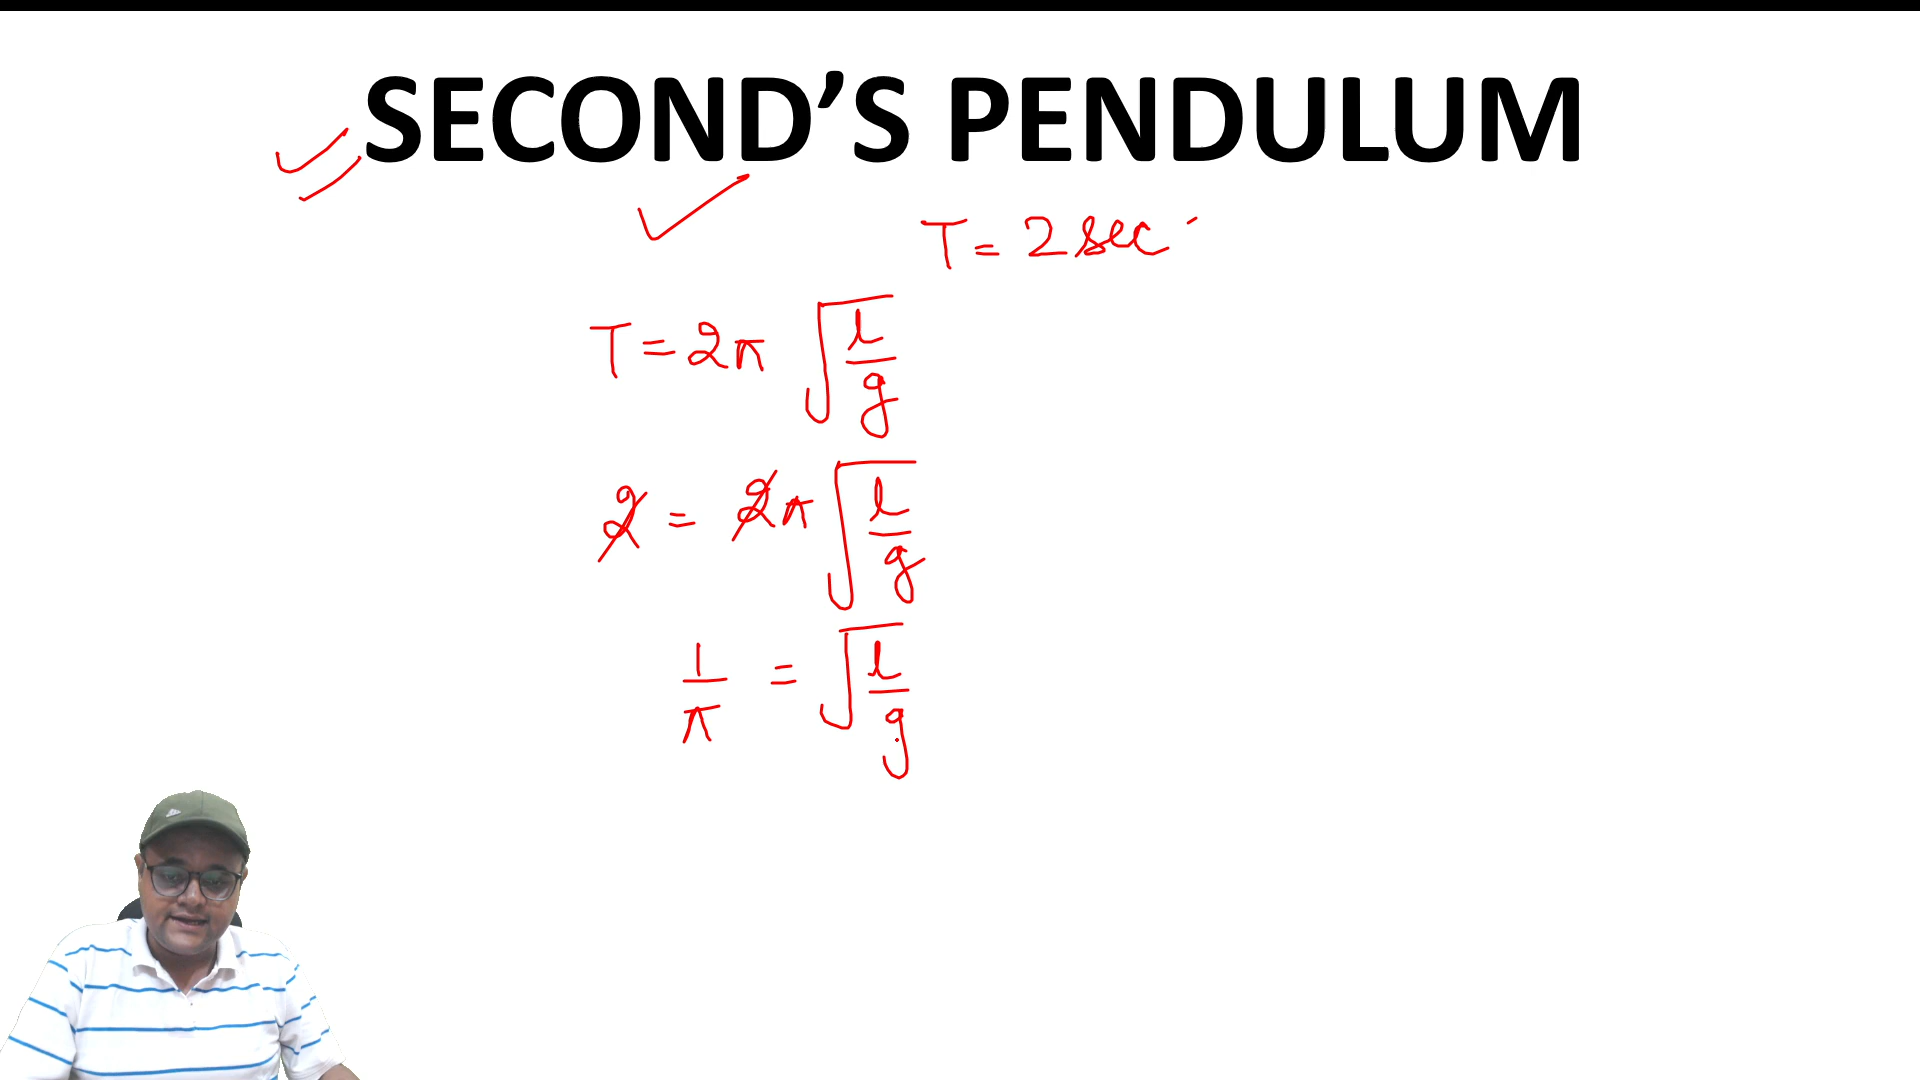 SECOND’S PENDULUM
T = 2 sec
T = 2π √(l/g)
2 = 2π √(l/g)
1/π = √(l/g)